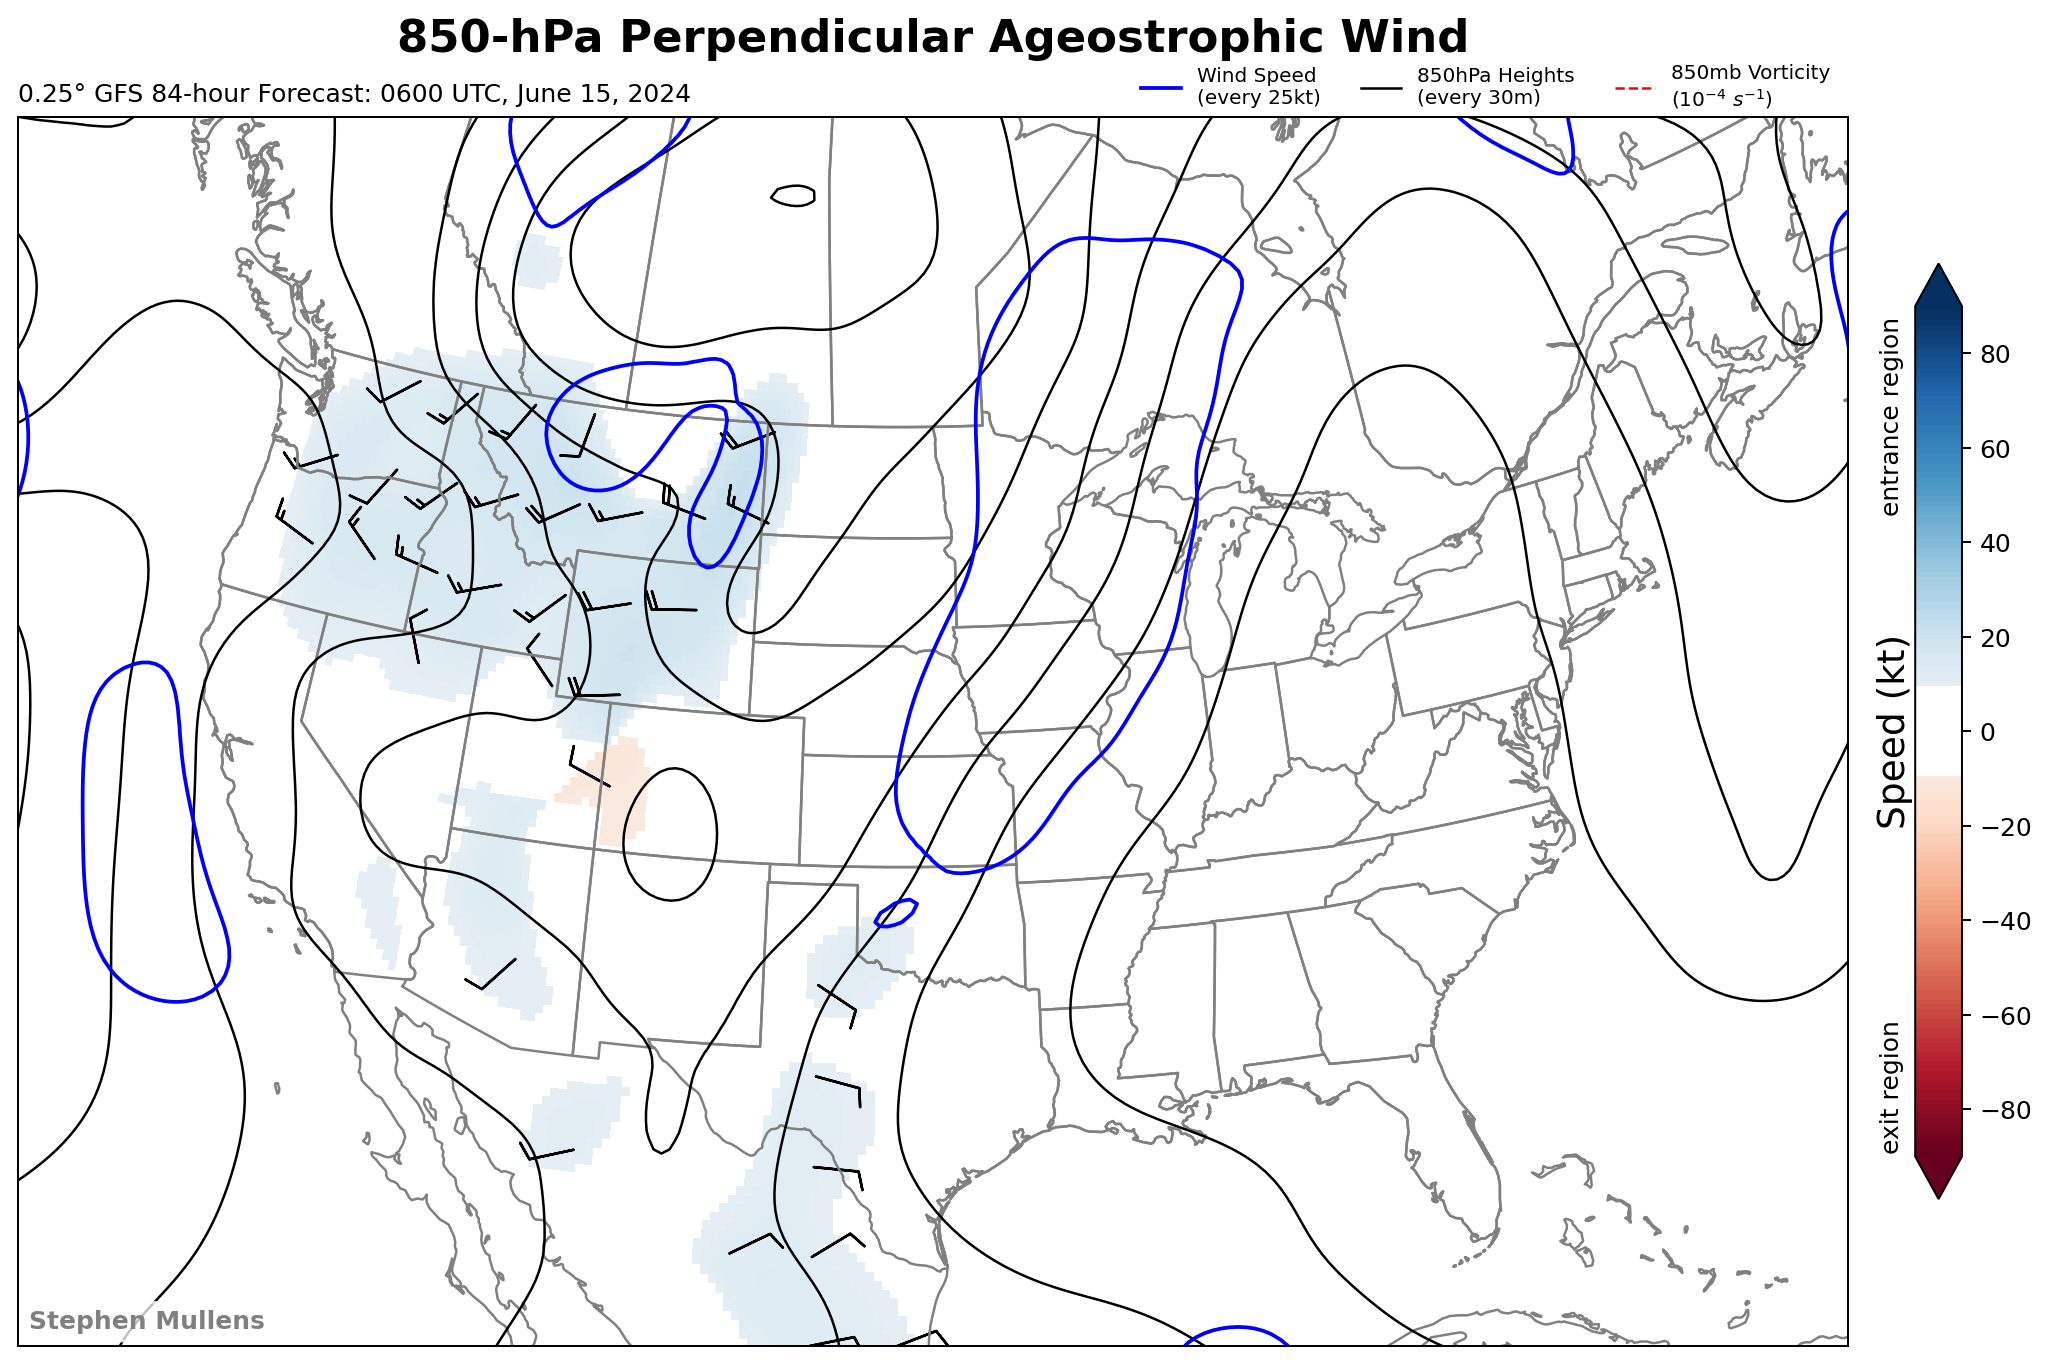 850-hPa Perpendicular Ageostrophic Wind
0.25° GFS 84-hour Forecast: 0600 UTC, June 15, 2024
Wind Speed
(every 25kt)
850hPa Heights
(every 30m)
850mb Vorticity
(10⁻⁴ s⁻¹)
entrance region
exit region
Speed (kt)
80
60
40
20
0
−20
−40
−60
−80
Stephen Mullens